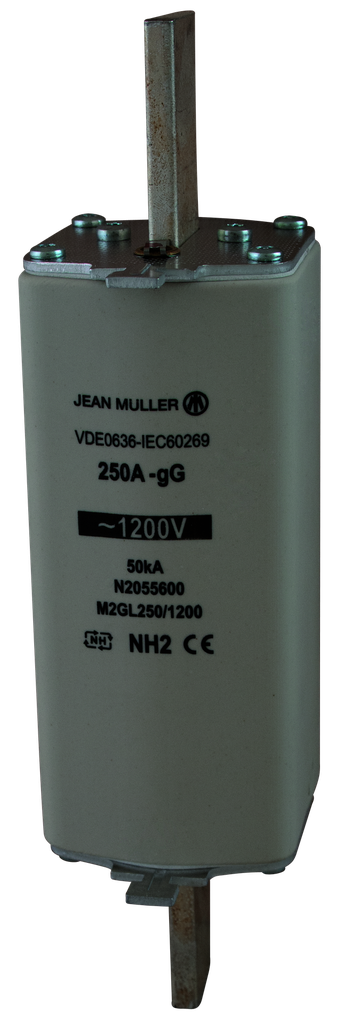 JEAN MULLER
VDE0636-IEC60269
250A-gG
~1200V
50kA
N2055600
M2GL250/1200
NH NH2 CE